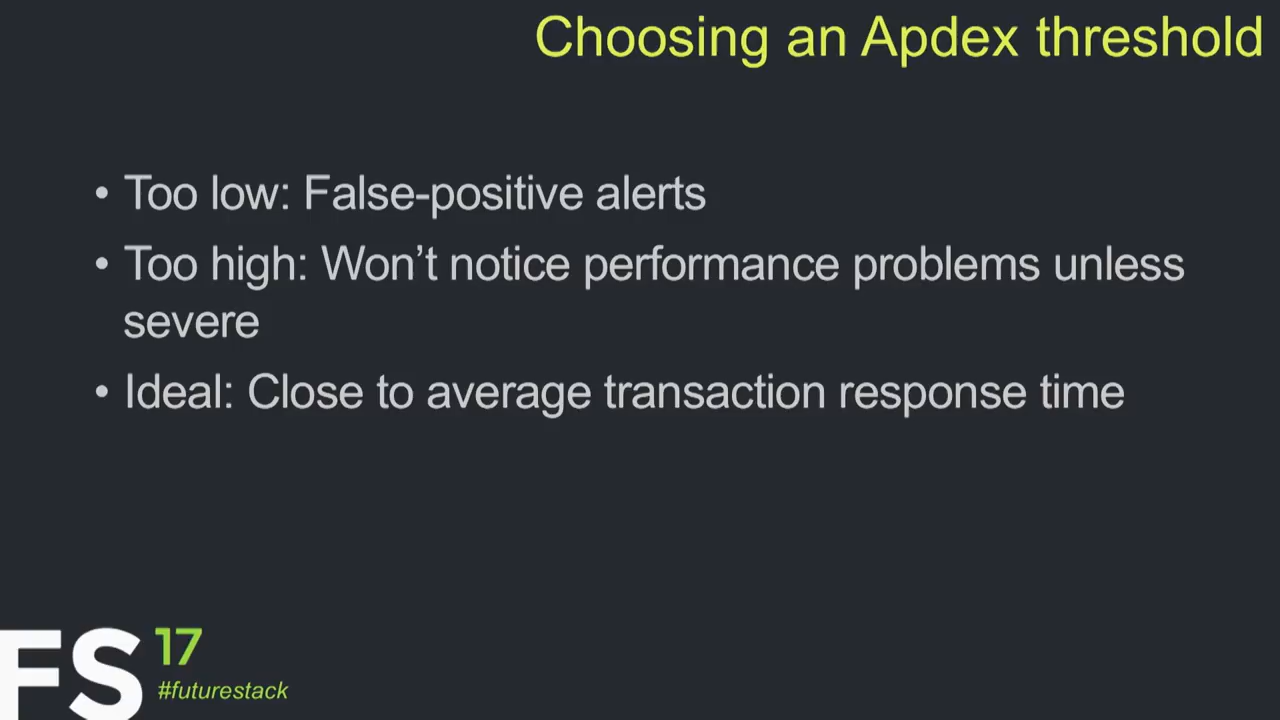 Choosing an Apdex threshold
• Too low: False-positive alerts
• Too high: Won’t notice performance problems unless
severe
• Ideal: Close to average transaction response time
FS 17
#futurestack